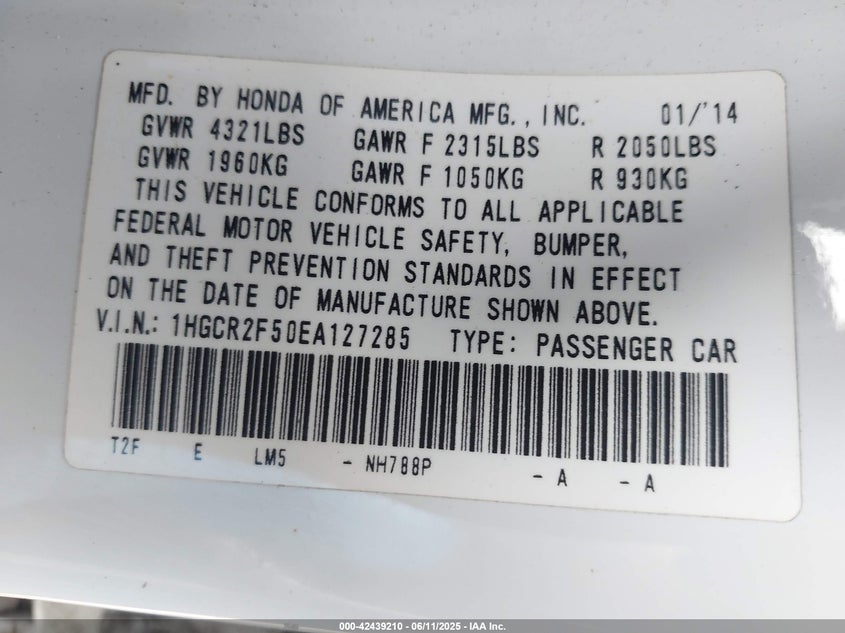 MFD. BY HONDA OF AMERICA MFG., INC. 01/'14
GVWR 4321LBS GAWR F 2315LBS R 2050LBS
GVWR 1960KG GAWR F 1050KG R 930KG
THIS VEHICLE CONFORMS TO ALL APPLICABLE
FEDERAL MOTOR VEHICLE SAFETY, BUMPER,
AND THEFT PREVENTION STANDARDS IN EFFECT
ON THE DATE OF MANUFACTURE SHOWN ABOVE.
V.I.N.: 1HGCR2F50EA127285 TYPE: PASSENGER CAR
T2F E LM5 - NH788P - A - A
000-42439210 - 06/11/2025 - IAA Inc.